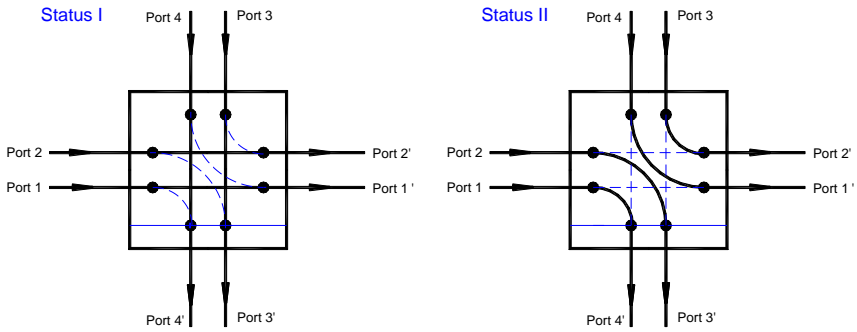 Status I
Port 4
Port 3
Port 2
Port 2'
Port 1
Port 1 '
Port 4'
Port 3'
Status II
Port 4
Port 3
Port 2
Port 2'
Port 1
Port 1 '
Port 4'
Port 3'